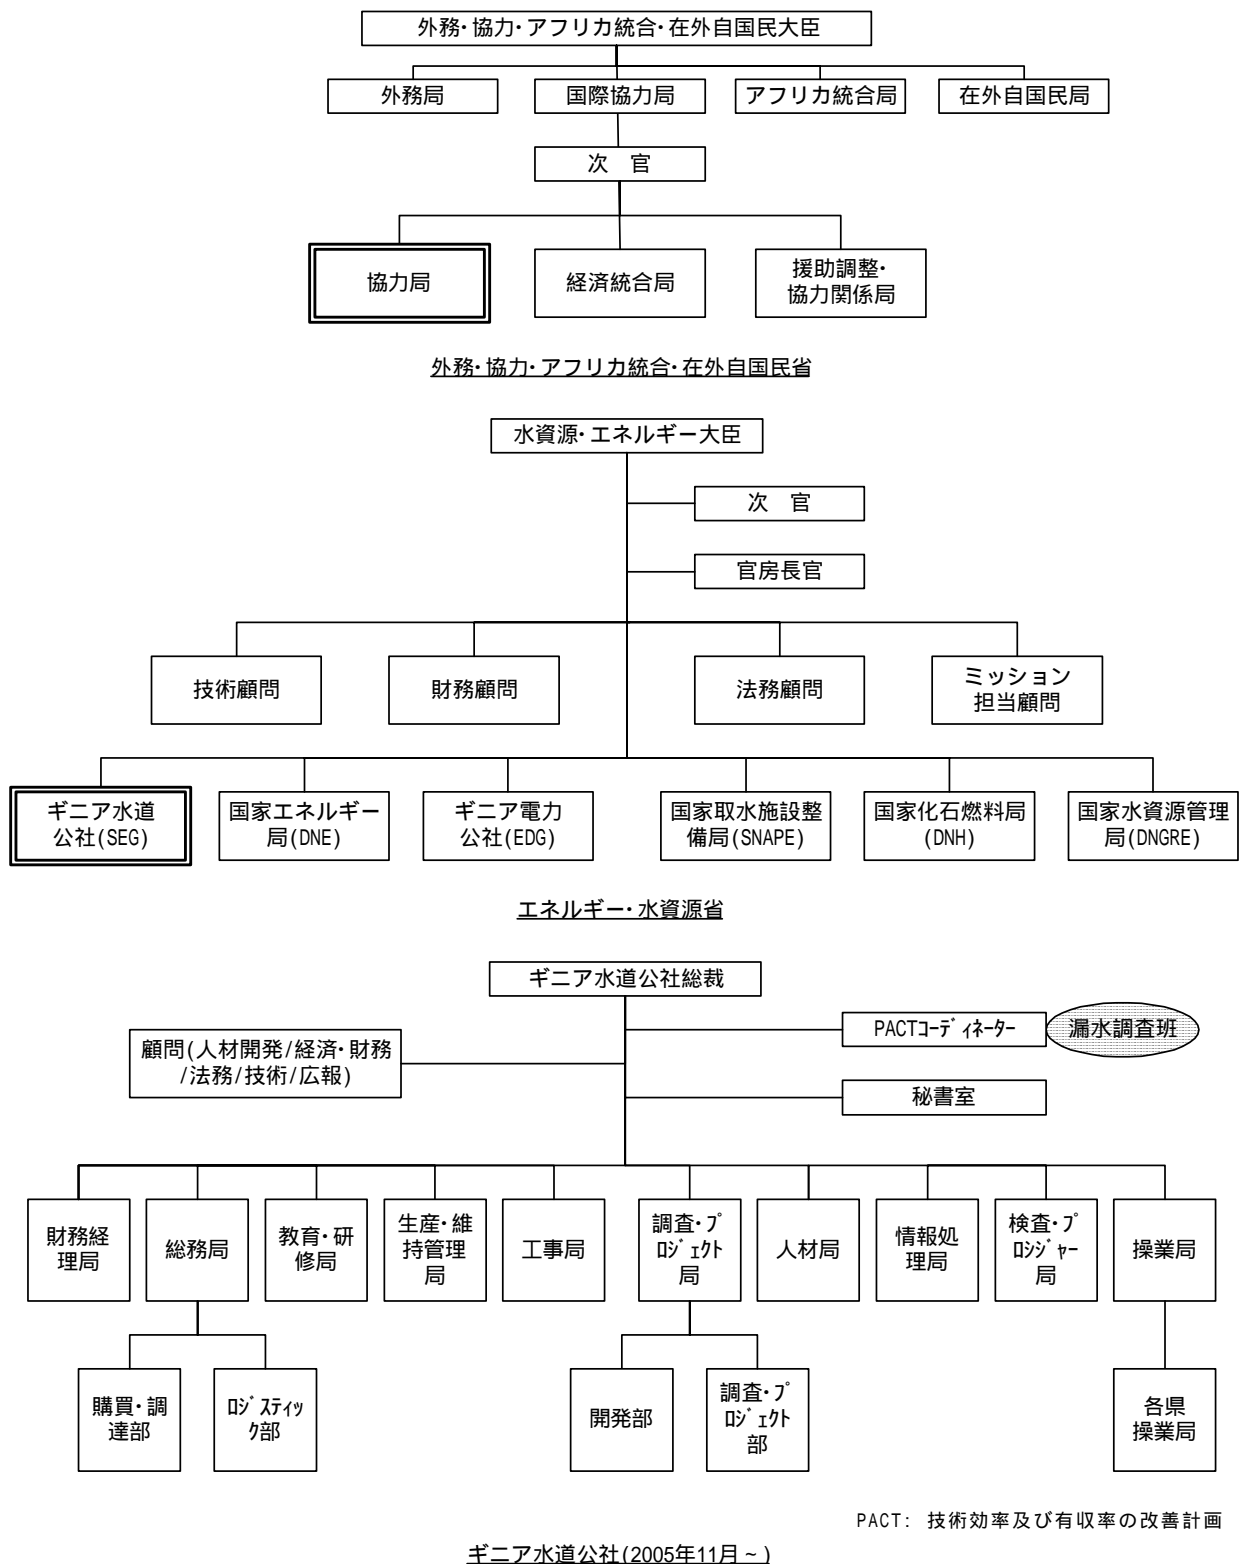 外務・協力・アフリカ統合・在外自国民大臣
外務局
国際協力局
アフリカ統合局
在外自国民局
次 官
協力局
経済統合局
援助調整・
協力関係局
外務・協力・アフリカ統合・在外自国民省
水資源・エネルギー大臣
次 官
官房長官
技術顧問
財務顧問
法務顧問
ミッション
担当顧問
ギニア水道
公社(SEG)
国家エネルギー
局(DNE)
ギニア電力
公社(EDG)
国家取水施設整
備局(SNAPE)
国家化石燃料局
(DNH)
国家水資源管理
局(DNGRE)
エネルギー・水資源省
ギニア水道公社総裁
PACTコーディネーター
漏水調査班
顧問(人材開発/経済・財務
/法務/技術/広報)
秘書室
財務経
理局
総務局
教育・研
修局
生産・維
持管理
局
工事局
調査・プ
ロジェクト
局
人材局
情報処
理局
検査・プ
ロシジャー
局
操業局
購買・調
達部
ロジスティッ
ク部
開発部
調査・プ
ロジェクト
部
各県
操業局
PACT: 技術効率及び有収率の改善計画
ギニア水道公社(2005年11月~)